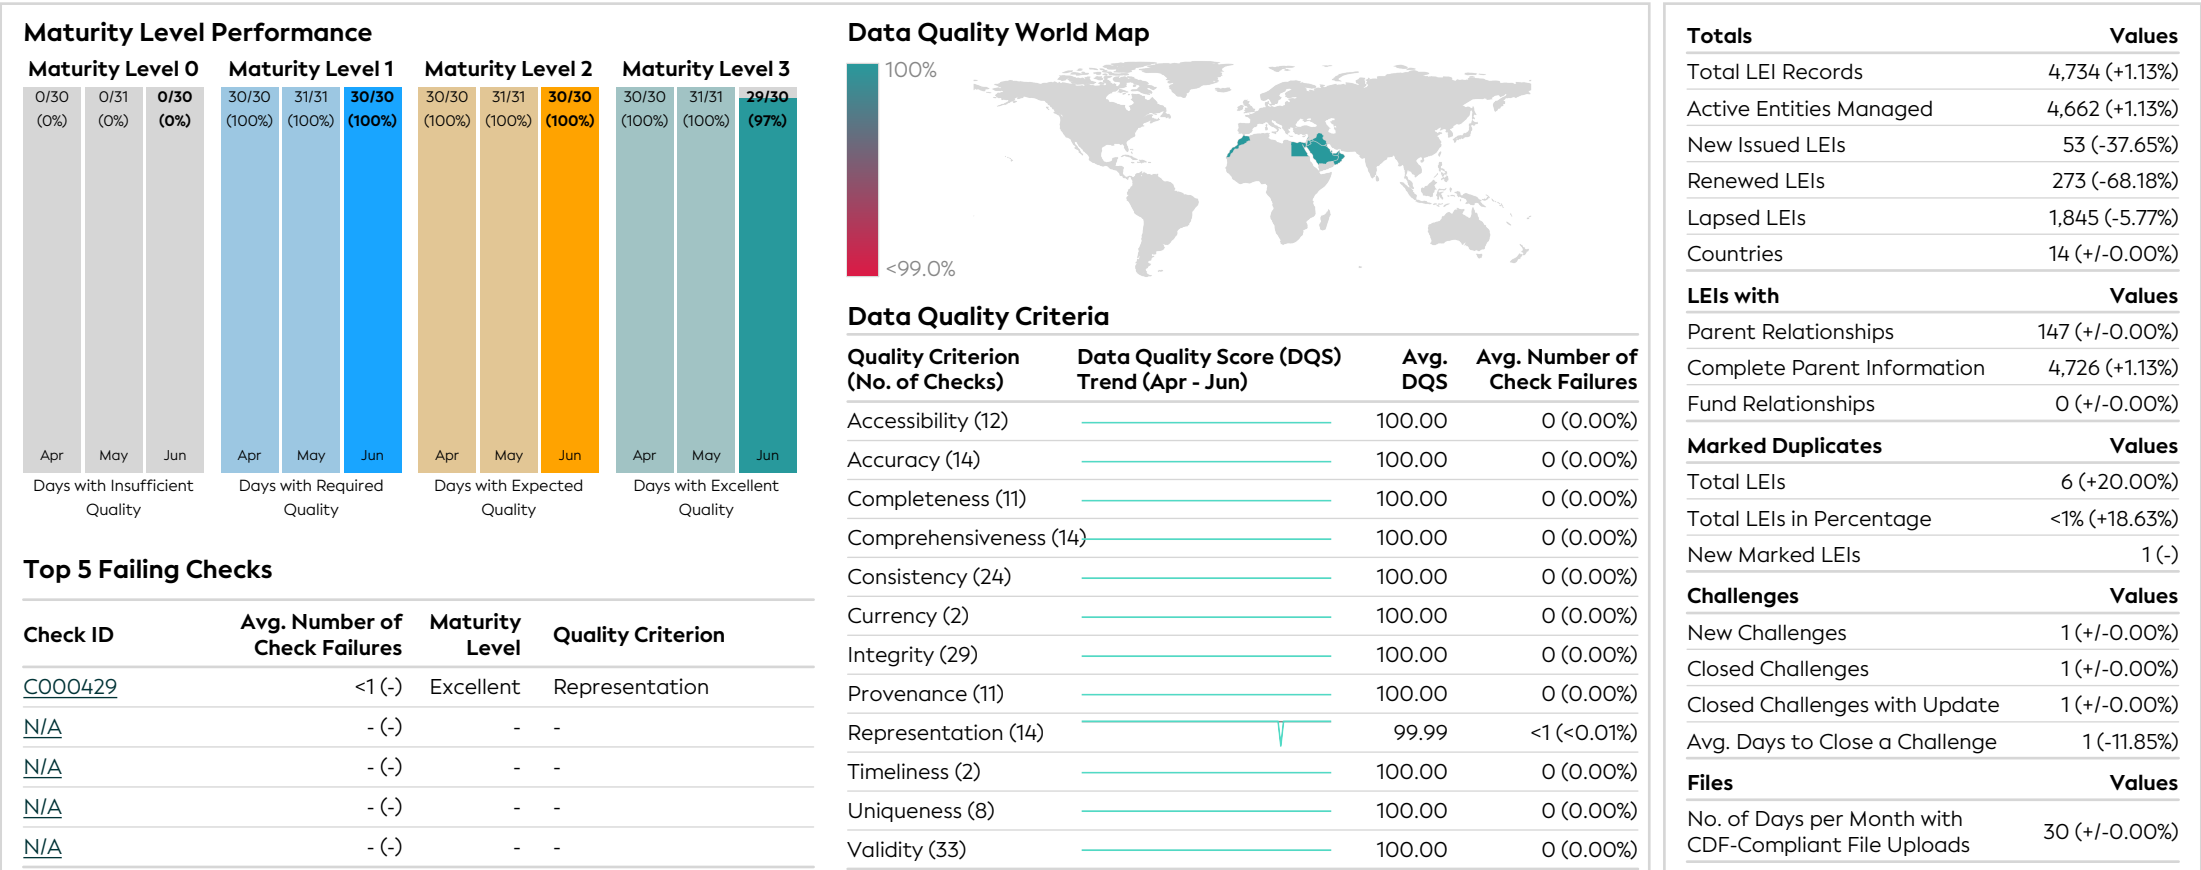 Maturity Level Performance
Maturity Level 0 Maturity Level 1 Maturity Level 2 Maturity Level 3
0/30 0/31 0/30 30/30 31/31 30/30 30/30 31/31 30/30 30/30 31/31 29/30
(0%) (0%) (0%) (100%) (100%) (100%) (100%) (100%) (100%) (100%) (100%) (97%)
Apr May Jun Apr May Jun Apr May Jun Apr May Jun
Days with Insufficient Days with Required Days with Expected Days with Excellent
Quality Quality Quality Quality
Top 5 Failing Checks
Avg. Number of Maturity
Check ID Quality Criterion
Check Failures Level
C000429 <1 (-) Excellent Representation
N/A - (-) - -
N/A - (-) - -
N/A - (-) - -
N/A - (-) - -
Data Quality World Map
100%
<99.0%
Data Quality Criteria
Quality Criterion Data Quality Score (DQS) Avg. Avg. Number of
(No. of Checks) Trend (Apr - Jun) DQS Check Failures
Accessibility (12) 100.00 0 (0.00%)
Accuracy (14) 100.00 0 (0.00%)
Completeness (11) 100.00 0 (0.00%)
Comprehensiveness (14) 100.00 0 (0.00%)
Consistency (24) 100.00 0 (0.00%)
Currency (2) 100.00 0 (0.00%)
Integrity (29) 100.00 0 (0.00%)
Provenance (11) 100.00 0 (0.00%)
Representation (14) 99.99 <1 (<0.01%)
Timeliness (2) 100.00 0 (0.00%)
Uniqueness (8) 100.00 0 (0.00%)
Validity (33) 100.00 0 (0.00%)
Totals Values
Total LEI Records 4,734 (+1.13%)
Active Entities Managed 4,662 (+1.13%)
New Issued LEIs 53 (-37.65%)
Renewed LEIs 273 (-68.18%)
Lapsed LEIs 1,845 (-5.77%)
Countries 14 (+/-0.00%)
LEIs with Values
Parent Relationships 147 (+/-0.00%)
Complete Parent Information 4,726 (+1.13%)
Fund Relationships 0 (+/-0.00%)
Marked Duplicates Values
Total LEIs 6 (+20.00%)
Total LEIs in Percentage <1% (+18.63%)
New Marked LEIs 1 (-)
Challenges Values
New Challenges 1 (+/-0.00%)
Closed Challenges 1 (+/-0.00%)
Closed Challenges with Update 1 (+/-0.00%)
Avg. Days to Close a Challenge 1 (-11.85%)
Files Values
No. of Days per Month with
CDF-Compliant File Uploads 30 (+/-0.00%)